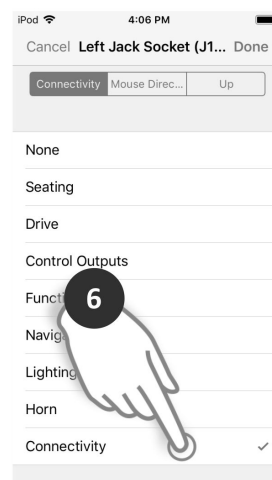 iPod 4:06 PM
Cancel Left Jack Socket (J1... Done
Connectivity Mouse Direc... Up
None
Seating
Drive
Control Outputs
6
Lighting
Horn
Connectivity